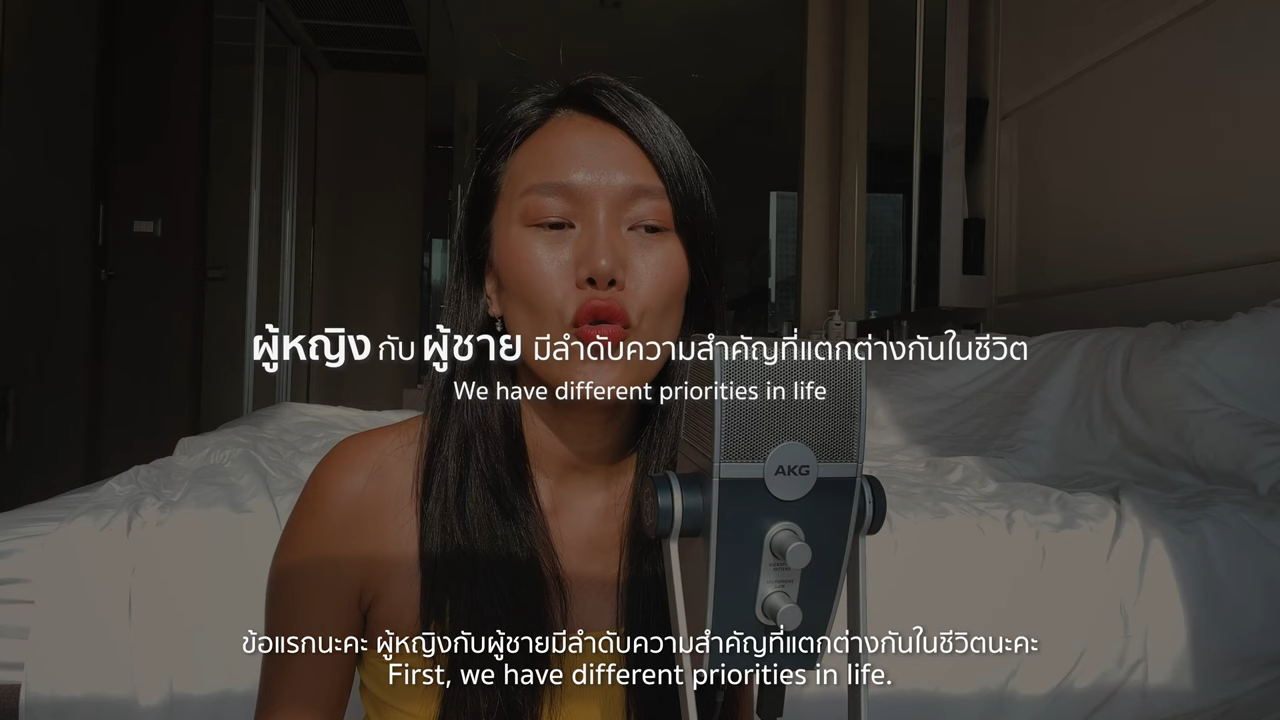 ผู้หญิง กับ ผู้ชาย มีลำดับความสำคัญที่แตกต่างกันในชีวิต
We have different priorities in life
AKG
ข้อแรกนะคะ ผู้หญิงกับผู้ชายมีลำดับความสำคัญที่แตกต่างกันในชีวิตนะคะ
First, we have different priorities in life.